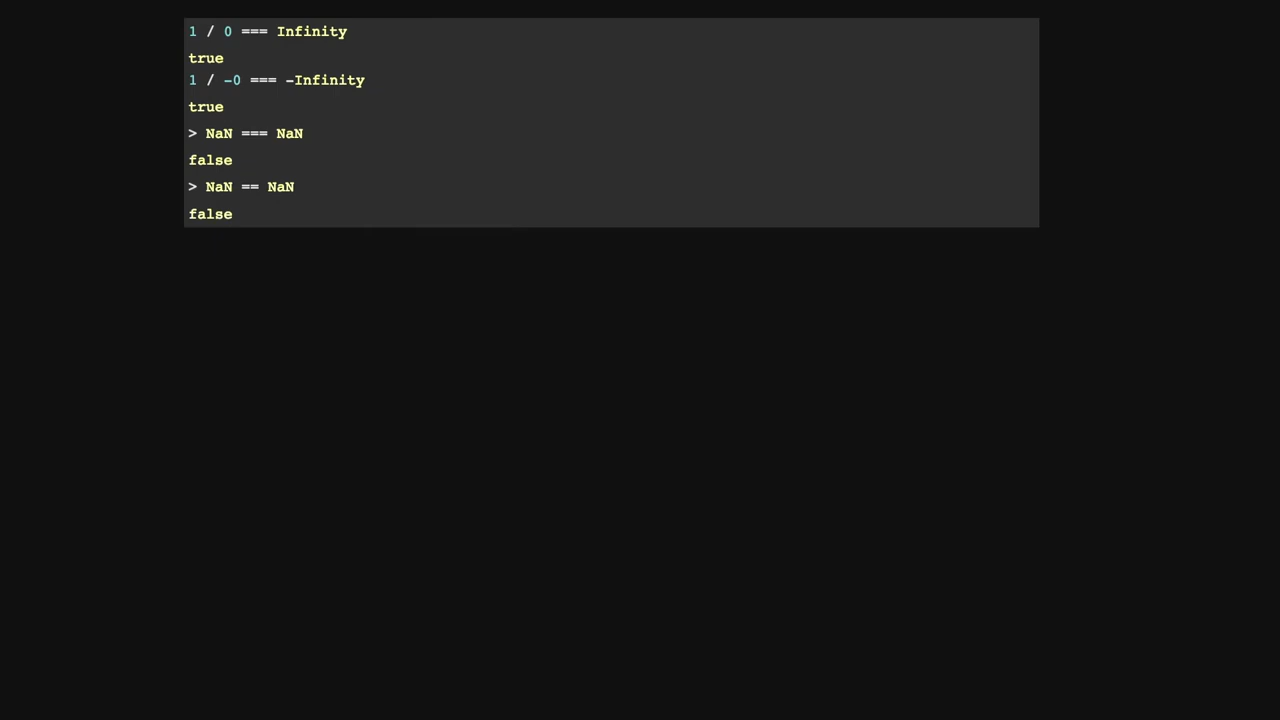 1 / 0 === Infinity
true
1 / -0 === -Infinity
true
> NaN === NaN
false
> NaN == NaN
false